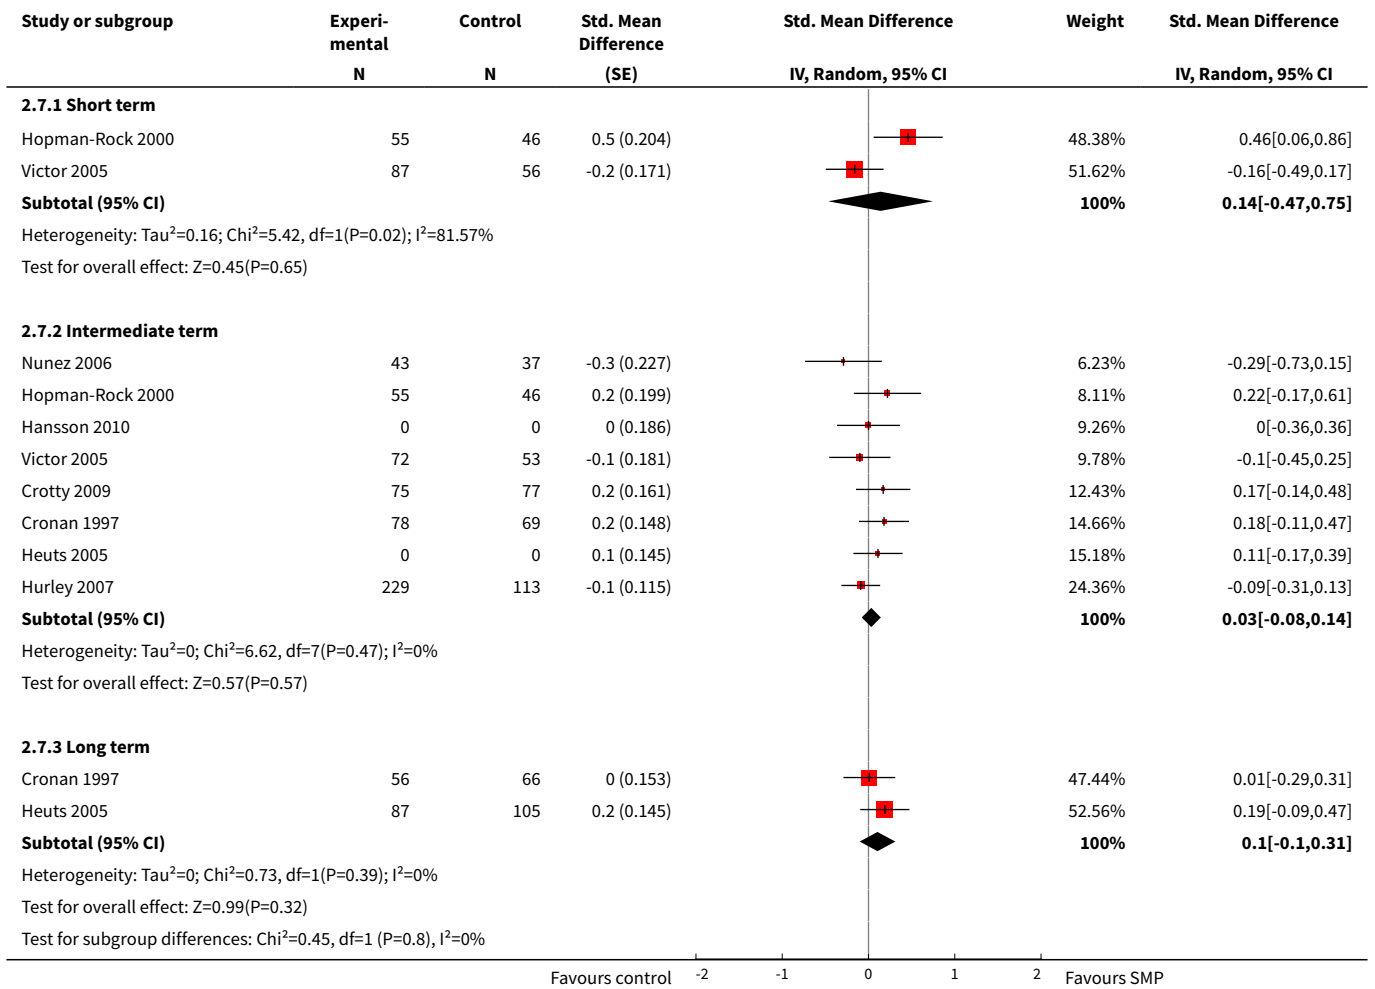 Study or subgroup Experi- Control Std. Mean Std. Mean Difference Weight Std. Mean Difference
mental Difference
N N (SE) IV, Random, 95% CI IV, Random, 95% CI
2.7.1 Short term
Hopman-Rock 2000 55 46 0.5 (0.204) 48.38% 0.46[0.06,0.86]
Victor 2005 87 56 -0.2 (0.171) 51.62% -0.16[-0.49,0.17]
Subtotal (95% CI) 100% 0.14[-0.47,0.75]
Heterogeneity: Tau²=0.16; Chi²=5.42, df=1(P=0.02); I²=81.57%
Test for overall effect: Z=0.45(P=0.65)
2.7.2 Intermediate term
Nunez 2006 43 37 -0.3 (0.227) 6.23% -0.29[-0.73,0.15]
Hopman-Rock 2000 55 46 0.2 (0.199) 8.11% 0.22[-0.17,0.61]
Hansson 2010 0 0 0 (0.186) 9.26% 0[-0.36,0.36]
Victor 2005 72 53 -0.1 (0.181) 9.78% -0.1[-0.45,0.25]
Crotty 2009 75 77 0.2 (0.161) 12.43% 0.17[-0.14,0.48]
Cronan 1997 78 69 0.2 (0.148) 14.66% 0.18[-0.11,0.47]
Heuts 2005 0 0 0.1 (0.145) 15.18% 0.11[-0.17,0.39]
Hurley 2007 229 113 -0.1 (0.115) 24.36% -0.09[-0.31,0.13]
Subtotal (95% CI) 100% 0.03[-0.08,0.14]
Heterogeneity: Tau²=0; Chi²=6.62, df=7(P=0.47); I²=0%
Test for overall effect: Z=0.57(P=0.57)
2.7.3 Long term
Cronan 1997 56 66 0 (0.153) 47.44% 0.01[-0.29,0.31]
Heuts 2005 87 105 0.2 (0.145) 52.56% 0.19[-0.09,0.47]
Subtotal (95% CI) 100% 0.1[-0.1,0.31]
Heterogeneity: Tau²=0; Chi²=0.73, df=1(P=0.39); I²=0%
Test for overall effect: Z=0.99(P=0.32)
Test for subgroup differences: Chi²=0.45, df=1 (P=0.8), I²=0%
Favours control -2 -1 0 1 2 Favours SMP